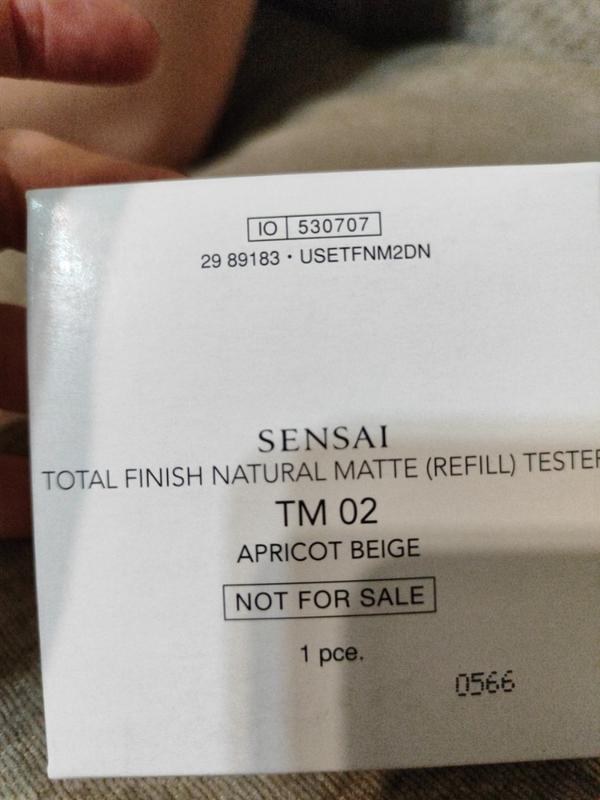 IO 530707
29 89183 · USETFNM2DN
SENSAI
TOTAL FINISH NATURAL MATTE (REFILL) TESTER
TM 02
APRICOT BEIGE
NOT FOR SALE
1 pce.
0566